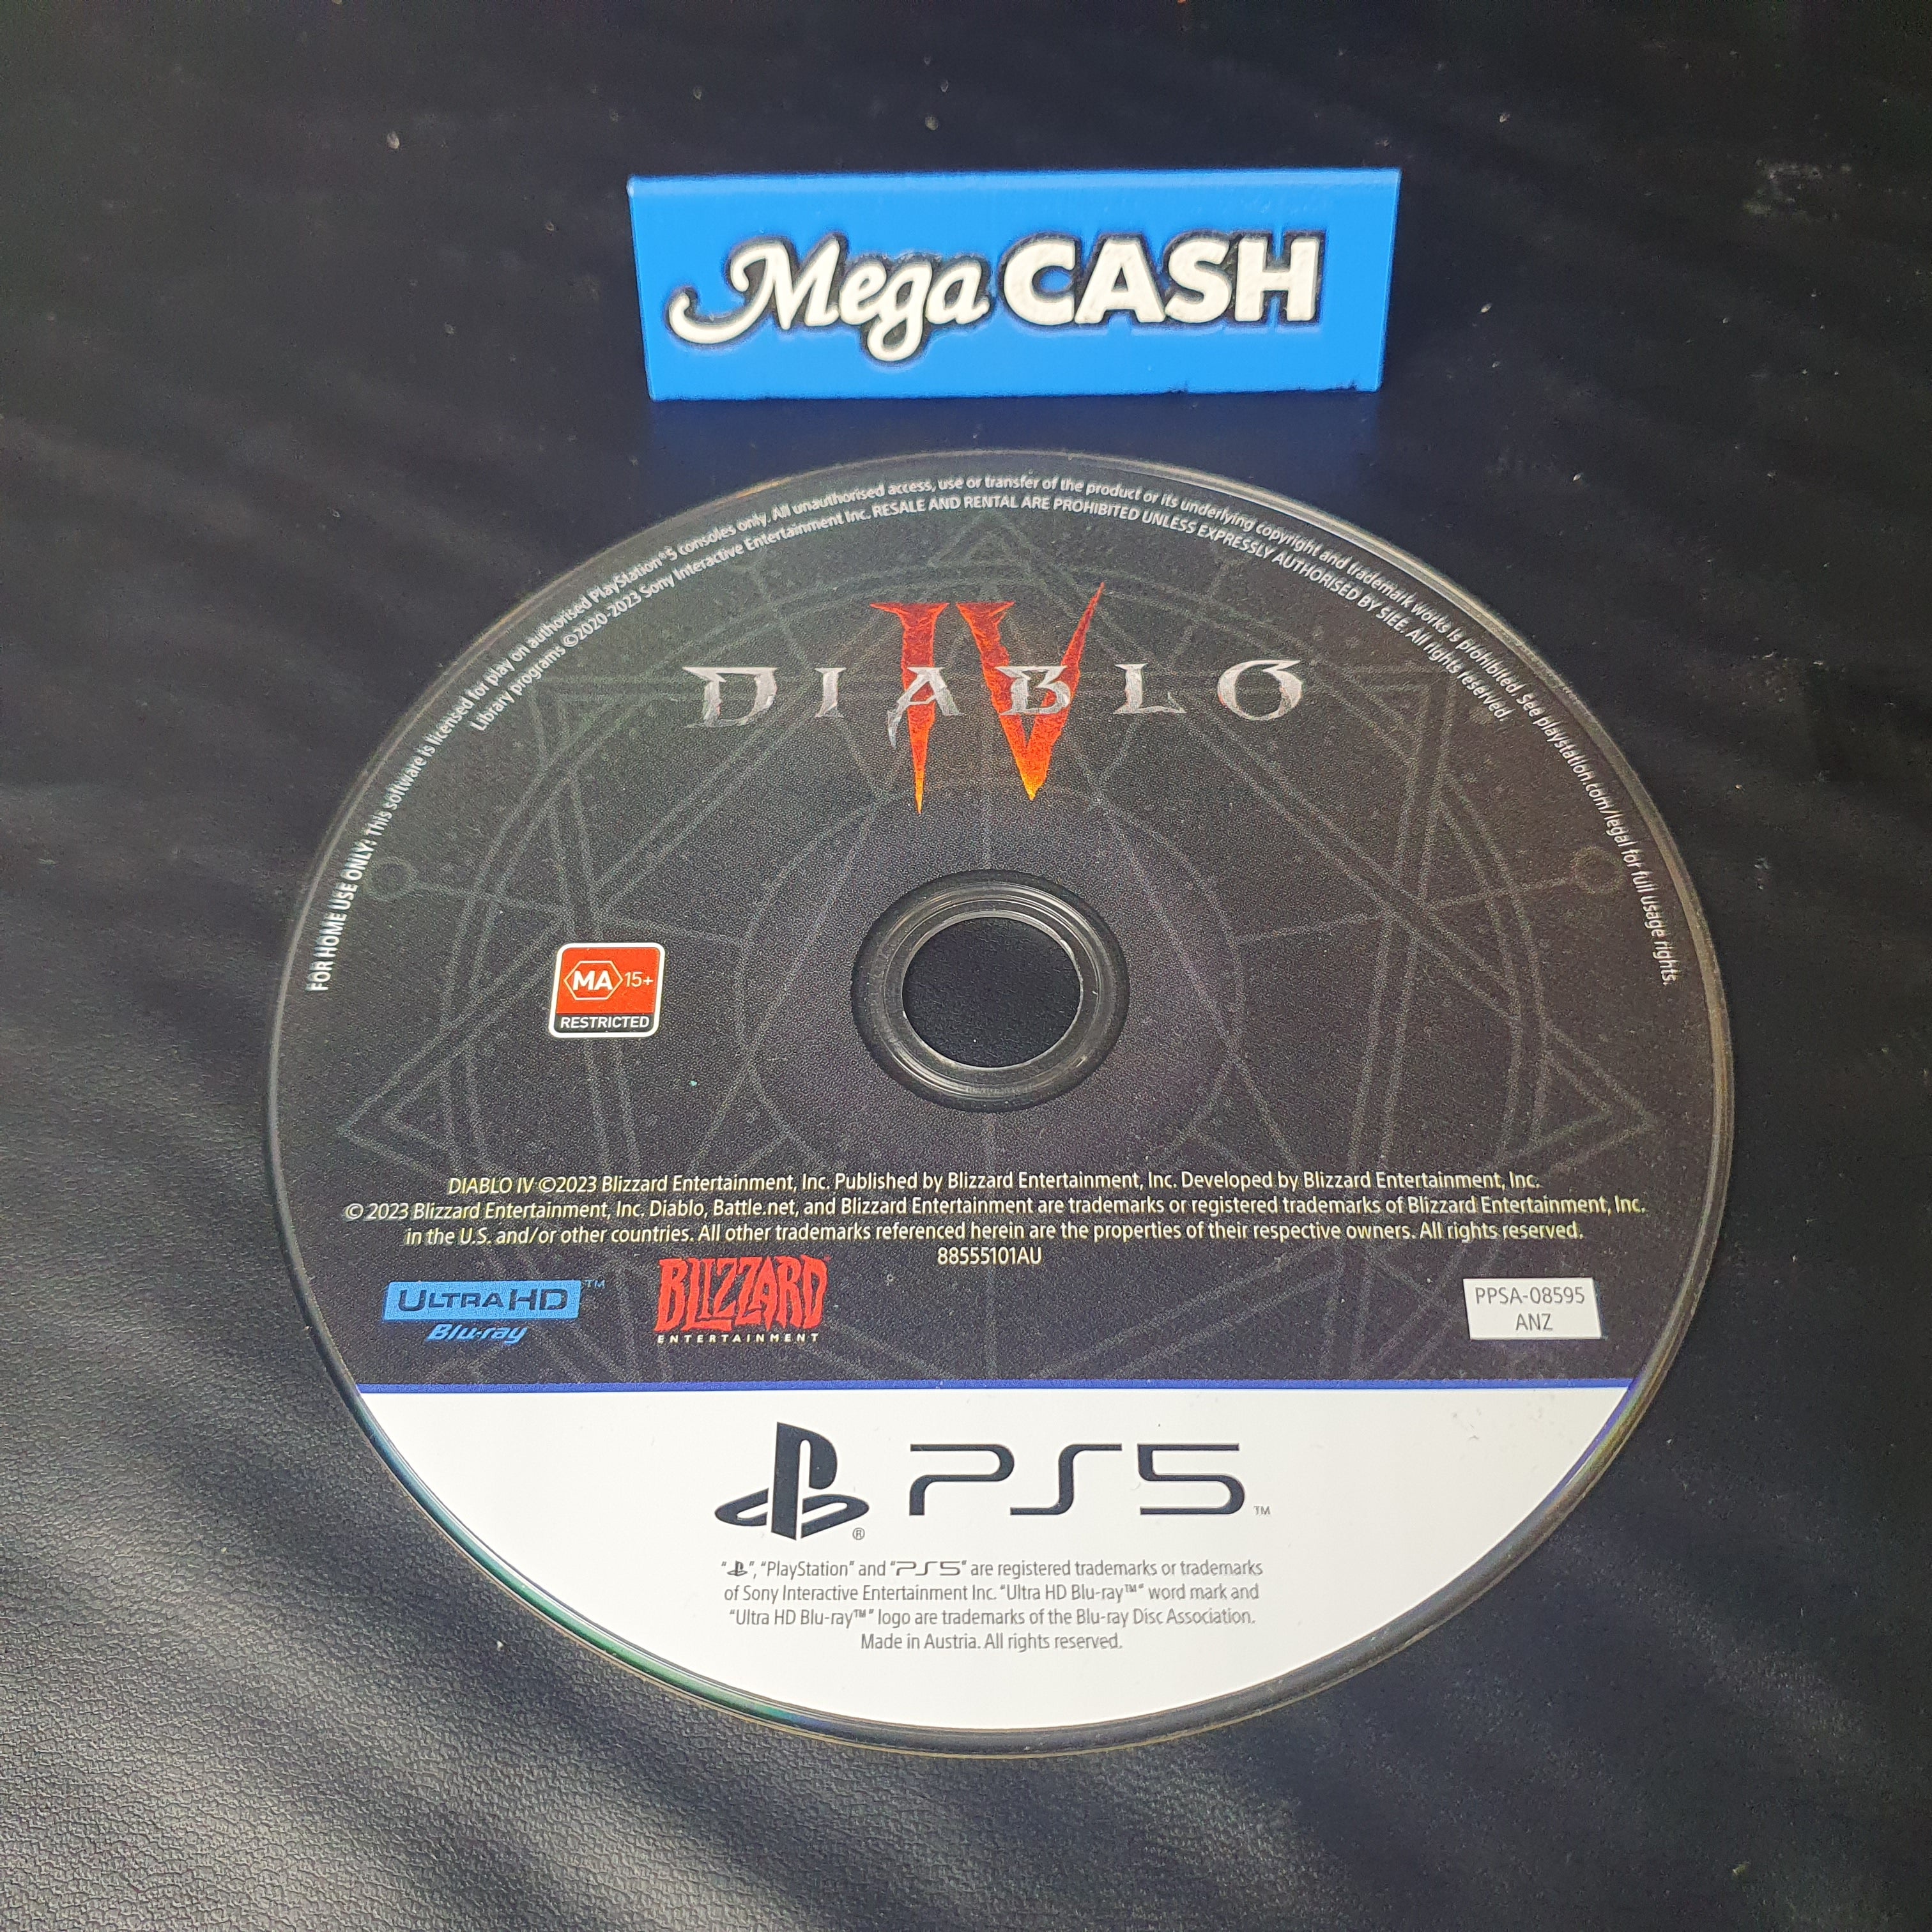 Mega CASH
FOR HOME USE ONLY: This software is licensed for play on authorised PlayStation®5 consoles only. All unauthorised access, use or transfer of the product or its underlying copyright and trademark works is prohibited. See playstation.com/legal for full usage rights.
Library programs ©2020-2023 Sony Interactive Entertainment Inc. RESALE AND RENTAL ARE PROHIBITED UNLESS EXPRESSLY AUTHORISED BY SIEE. All rights reserved.
IV
DIABLO
MA 15+
RESTRICTED
DIABLO IV ©2023 Blizzard Entertainment, Inc. Published by Blizzard Entertainment, Inc. Developed by Blizzard Entertainment, Inc.
© 2023 Blizzard Entertainment, Inc. Diablo, Battle.net, and Blizzard Entertainment are trademarks or registered trademarks of Blizzard Entertainment, Inc.
in the U.S. and/or other countries. All other trademarks referenced herein are the properties of their respective owners. All rights reserved.
88555101AU
ULTRA HD™
Blu-ray
BLIZZARD
ENTERTAINMENT
PPSA-08595
ANZ
® PS5™
"", "PlayStation" and "PS5" are registered trademarks or trademarks
of Sony Interactive Entertainment Inc. "Ultra HD Blu-ray™" word mark and
"Ultra HD Blu-ray™" logo are trademarks of the Blu-ray Disc Association.
Made in Austria. All rights reserved.